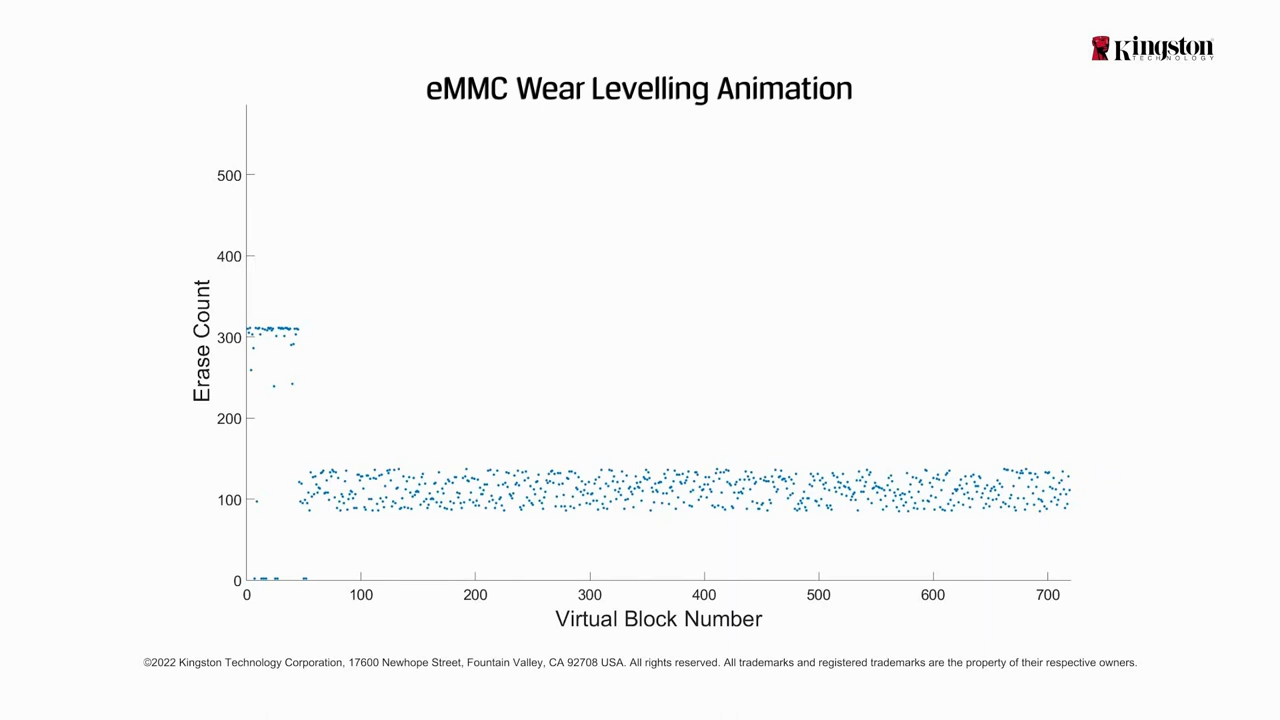 Kingston
TECHNOLOGY
eMMC Wear Levelling Animation
500
400
300
200
100
0
Erase Count
0 100 200 300 400 500 600 700
Virtual Block Number
©2022 Kingston Technology Corporation, 17600 Newhope Street, Fountain Valley, CA 92708 USA. All rights reserved. All trademarks and registered trademarks are the property of their respective owners.